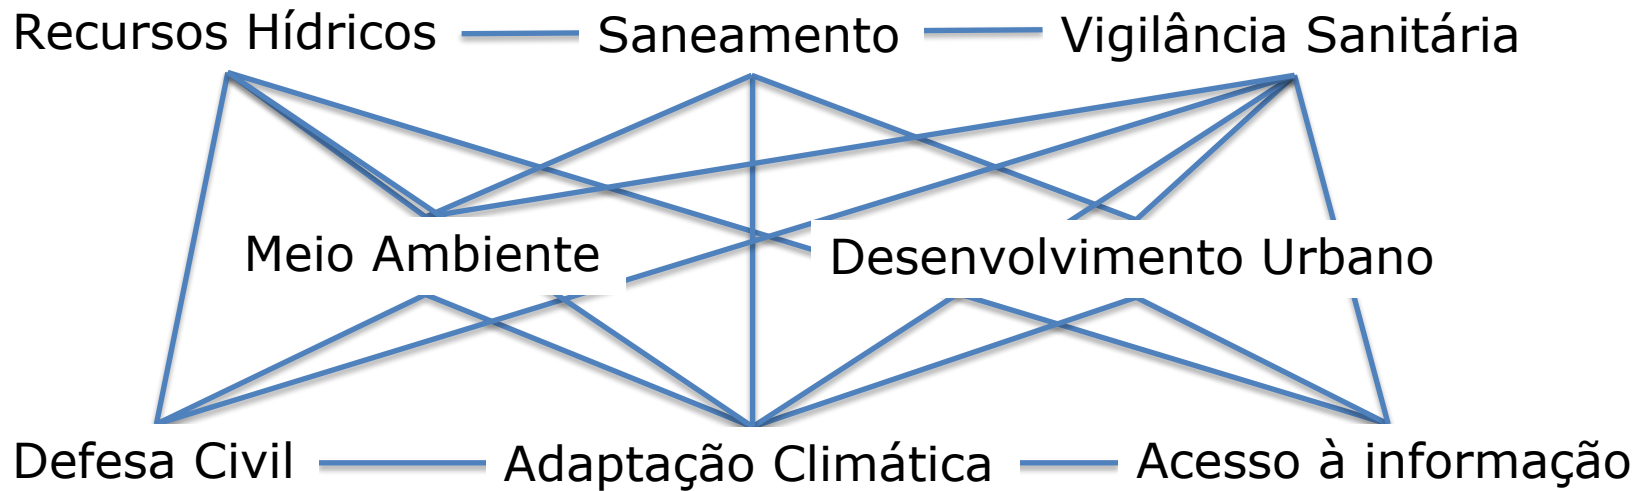 Recursos Hídricos
Saneamento
Vigilância Sanitária
Meio Ambiente
Desenvolvimento Urbano
Defesa Civil
Adaptação Climática
Acesso à informação